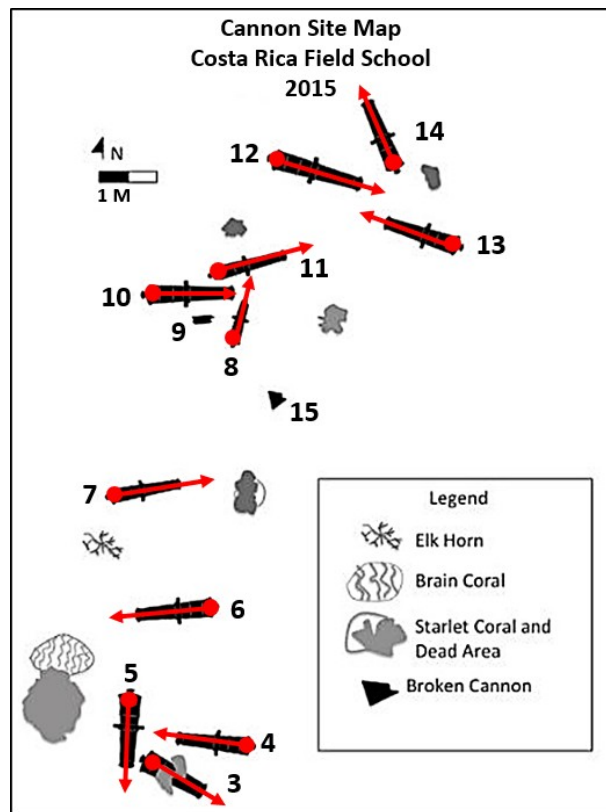 Cannon Site Map
Costa Rica Field School
2015
14
12
N
1 M
13
11
10
9
8
15
7
6
5
4
3
Legend
Elk Horn
Brain Coral
Starlet Coral and
Dead Area
Broken Cannon